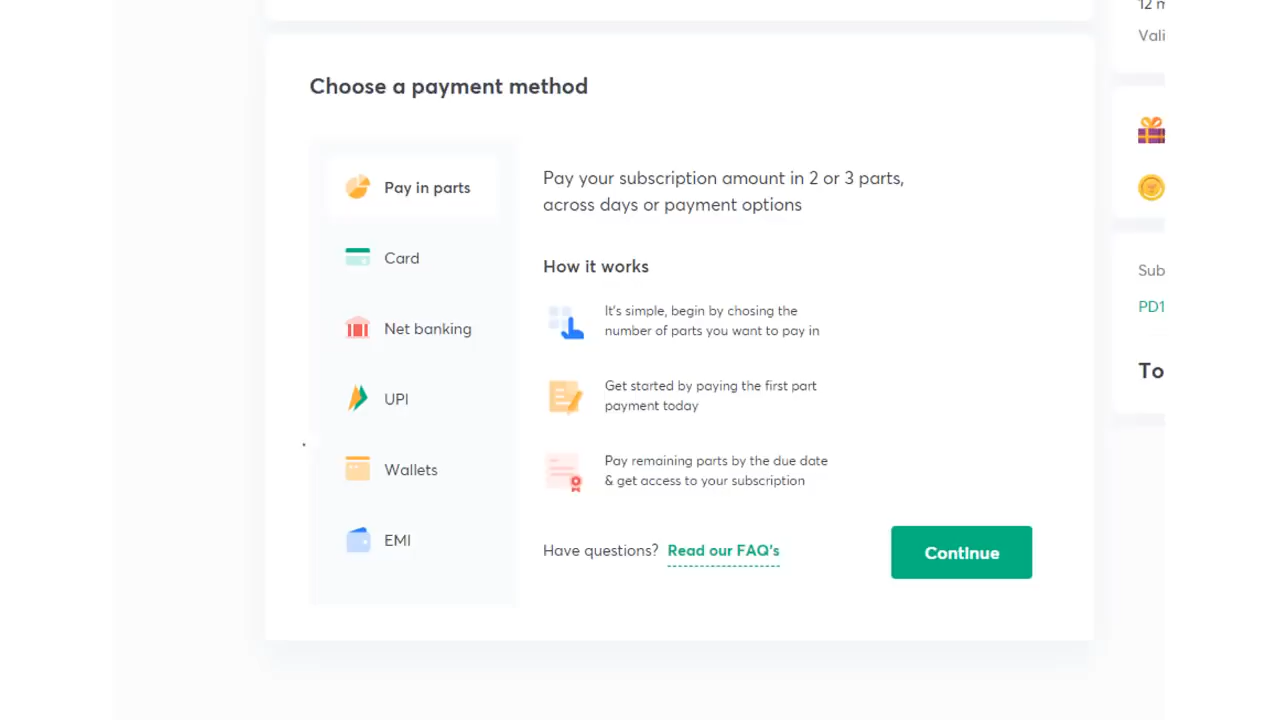 12 m
Vali
Choose a payment method
Pay in parts
Card
Net banking
UPI
Wallets
EMI
Pay your subscription amount in 2 or 3 parts,
across days or payment options
How it works
It's simple, begin by chosing the
number of parts you want to pay in
Get started by paying the first part
payment today
Pay remaining parts by the due date
& get access to your subscription
Have questions? Read our FAQ's
Continue
Sub
PD1
To